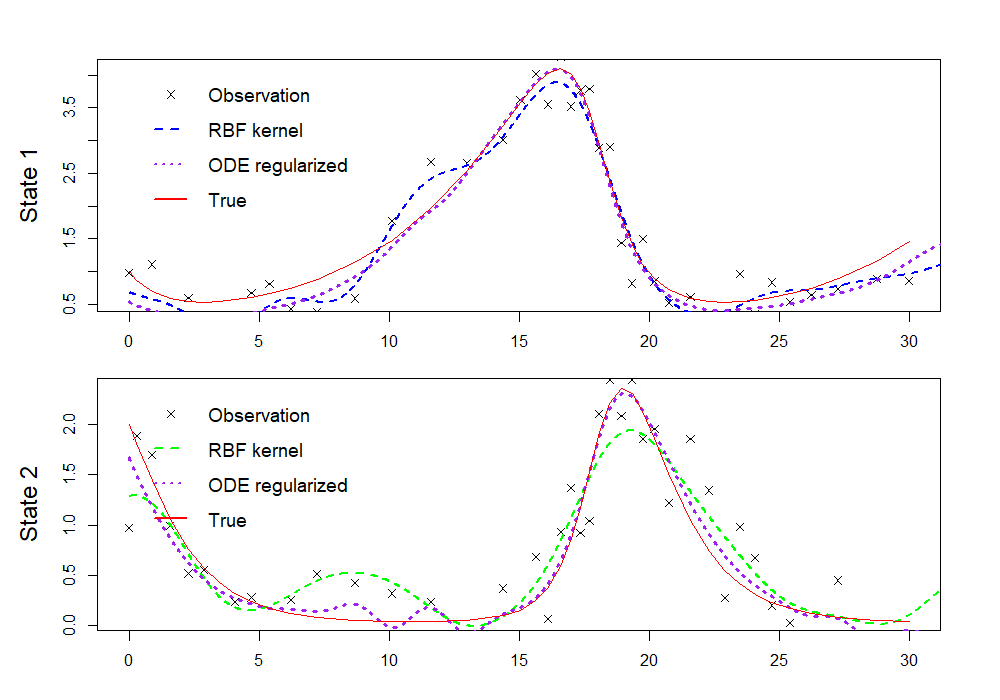 State 1
3.5
2.5
1.5
0.5
Observation
RBF kernel
ODE regularized
True
0 5 10 15 20 25 30
State 2
2.0
1.5
1.0
0.5
0.0
Observation
RBF kernel
ODE regularized
True
0 5 10 15 20 25 30